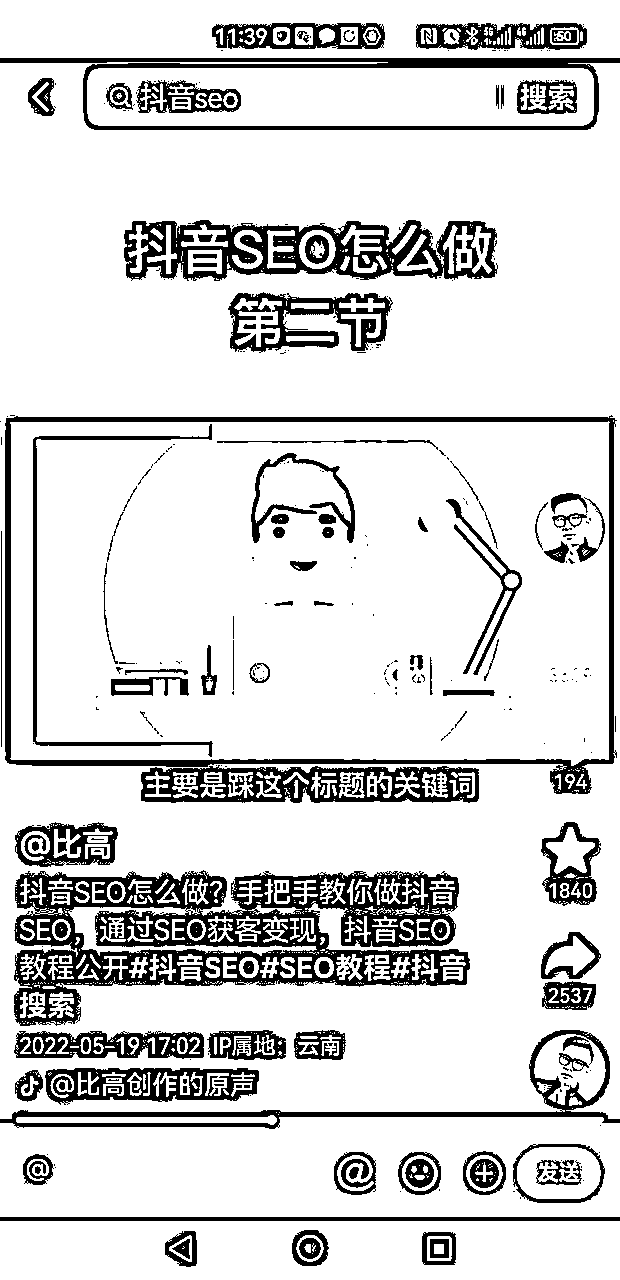 11:39
50
抖音seo
搜索
抖音SEO怎么做
第二节
主要是踩这个标题的关键词
194
@比高
抖音SEO怎么做？手把手教你做抖音
SEO，通过SEO获客变现，抖音SEO
教程公开#抖音SEO#SEO教程#抖音
搜索
1840
2022-05-19 17:02 IP属地：云南
2537
@比高创作的原声
@
发送